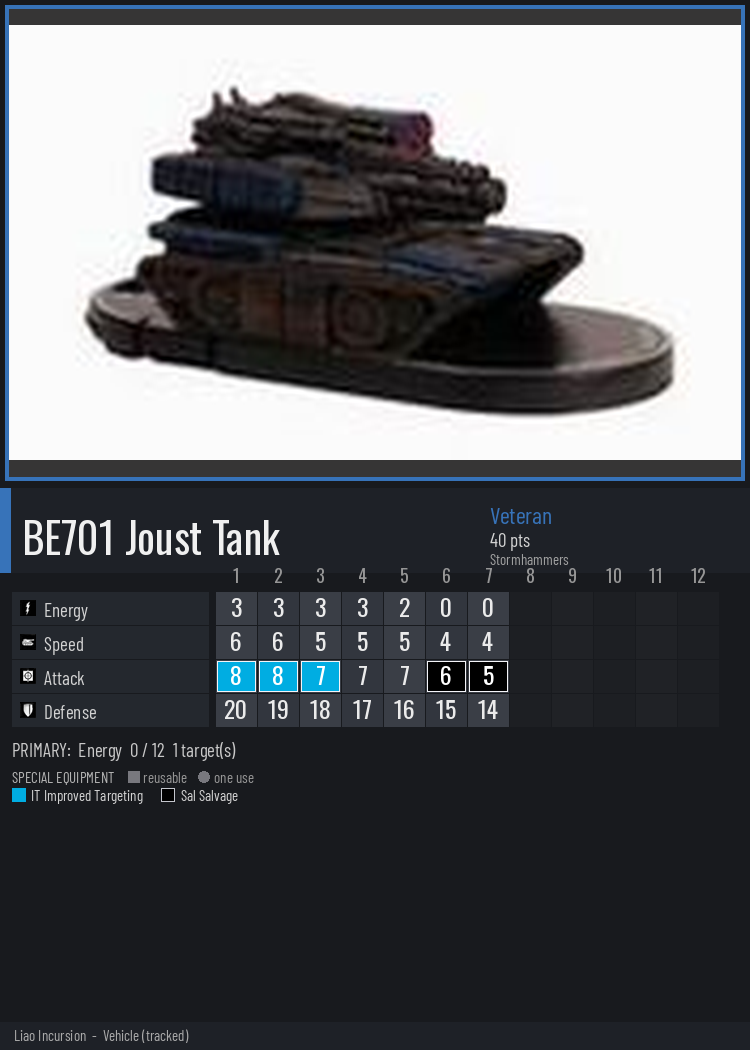 BE701 Joust Tank
Veteran
40 pts
Stormhammers
1 2 3 4 5 6 7 8 9 10 11 12
Energy 3 3 3 3 2 0 0
Speed 6 6 5 5 5 4 4
Attack 8 8 7 7 7 6 5
Defense 20 19 18 17 16 15 14
PRIMARY: Energy 0 / 12 1 target(s)
SPECIAL EQUIPMENT reusable one use
IT Improved Targeting Sal Salvage
Liao Incursion - Vehicle (tracked)